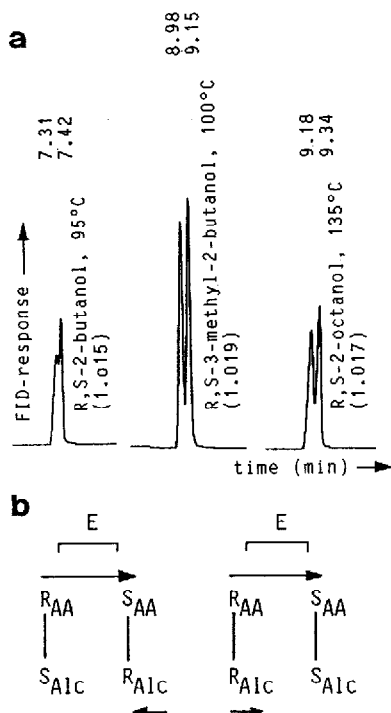 a
7.31
7.42
R,S-2-butanol, 95°C
(1.o15)
8.98
9.15
R,S-3-methyl-2-butanol, 100°C
(1.019)
9.18
9.34
R,S-2-octanol, 135°C
(1.017)
FID-response
time (min)
b
E E
RAA SAA RAA SAA
SAlc RAlc RAlc SAlc